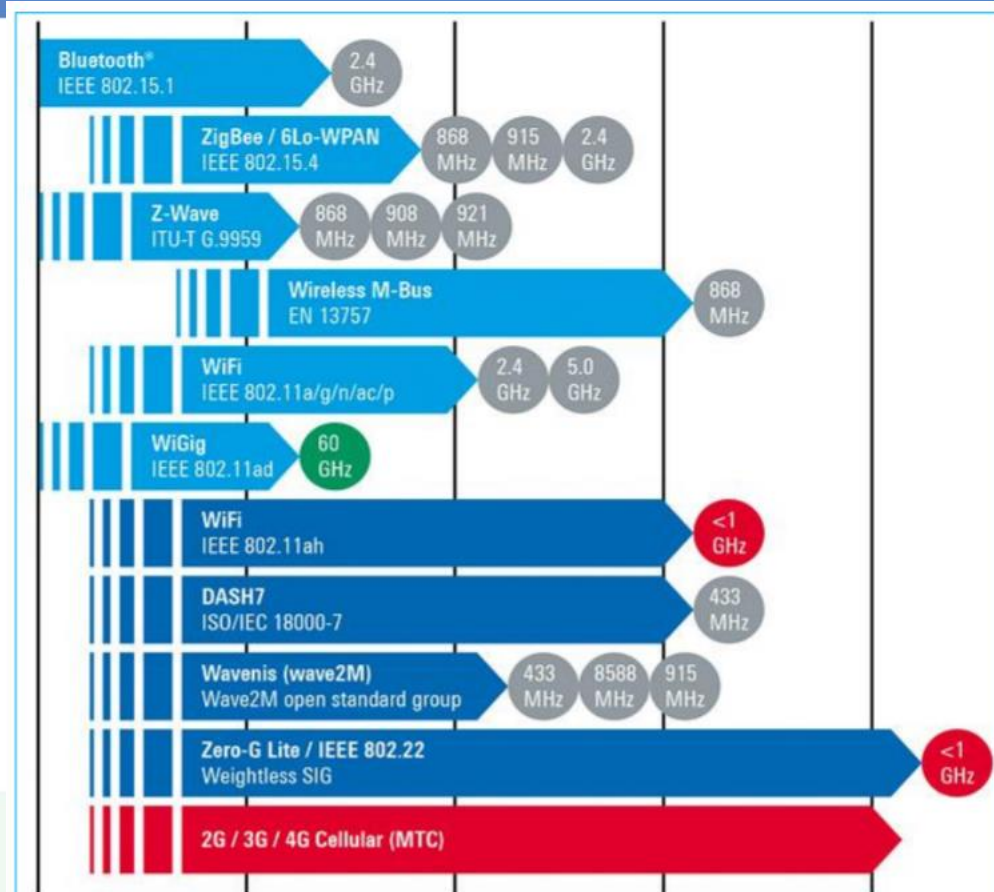 Bluetooth®
IEEE 802.15.1
2.4
GHz
ZigBee / 6Lo-WPAN
IEEE 802.15.4
868
MHz
915
MHz
2.4
GHz
Z-Wave
ITU-T G.9959
868
MHz
908
MHz
921
MHz
Wireless M-Bus
EN 13757
868
MHz
WiFi
IEEE 802.11a/g/n/ac/p
2.4
GHz
5.0
GHz
WiGig
IEEE 802.11ad
60
GHz
WiFi
IEEE 802.11ah
<1
GHz
DASH7
ISO/IEC 18000-7
433
MHz
Wavenis (wave2M)
Wave2M open standard group
433
MHz
8588
MHz
915
MHz
Zero-G Lite / IEEE 802.22
Weightless SIG
<1
GHz
2G / 3G / 4G Cellular (MTC)